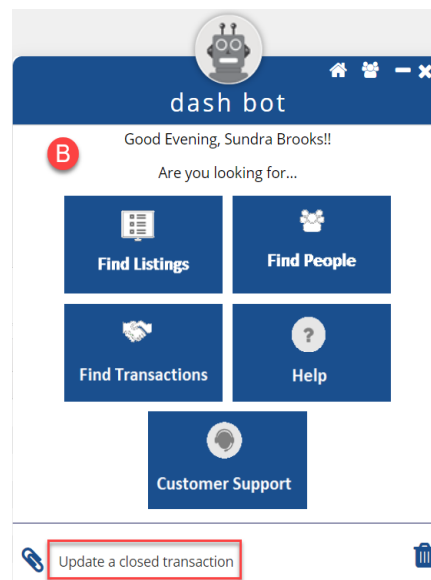 dash bot
Good Evening, Sundra Brooks!!
B
Are you looking for...
Find Listings
Find People
Find Transactions
?
Help
Customer Support
Update a closed transaction